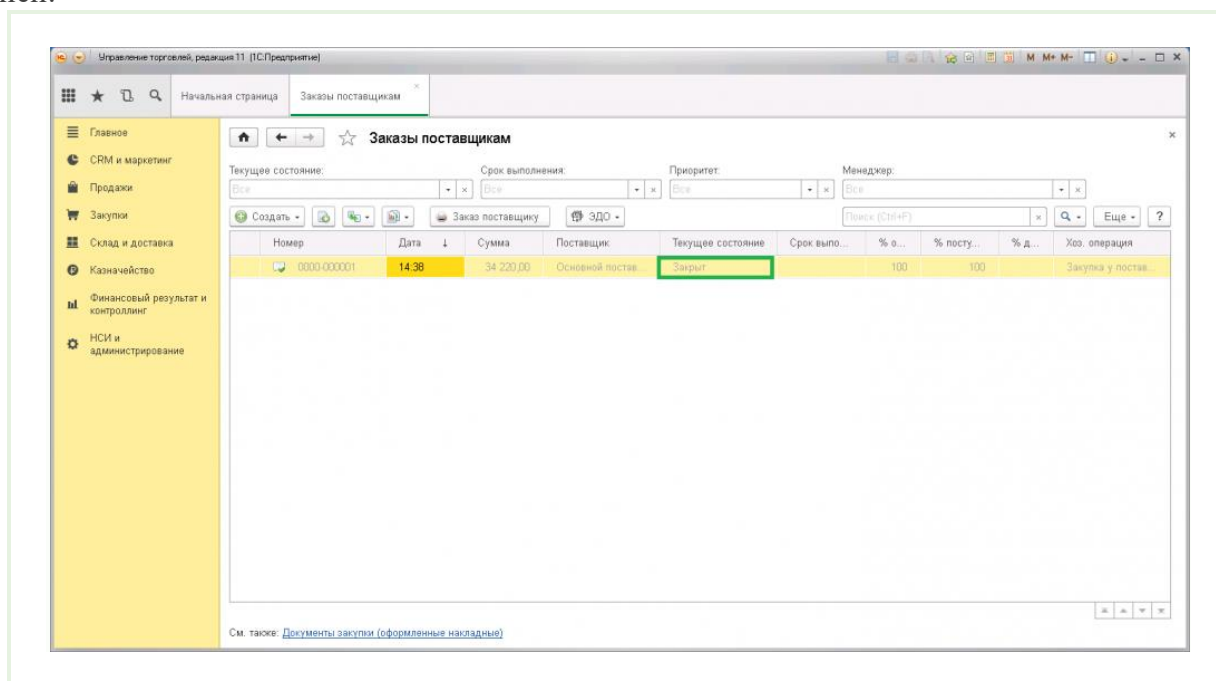 Управление торговлей, редакция 11 (1С:Предприятие)
M M+ M-
Начальная страница
Заказы поставщикам
Главное
CRM и маркетинг
Продажи
Закупки
Склад и доставка
Казначейство
Финансовый результат и
контроллинг
НСИ и
администрирование
Заказы поставщикам
Текущее состояние: Срок выполнения: Приоритет: Менеджер:
Все Все Все Все
Создать ЭДО Заказ поставщику Поиск (Ctrl+F) Еще ?
Номер Дата ↓ Сумма Поставщик Текущее состояние Срок выпо... % о... % посту... % д... Хоз. операция
0000-000001 14:38 34 220,00 Основной постав... Закрыт 100 100 Закупка у постав...
См. также: Документы закупки (оформленные накладные)